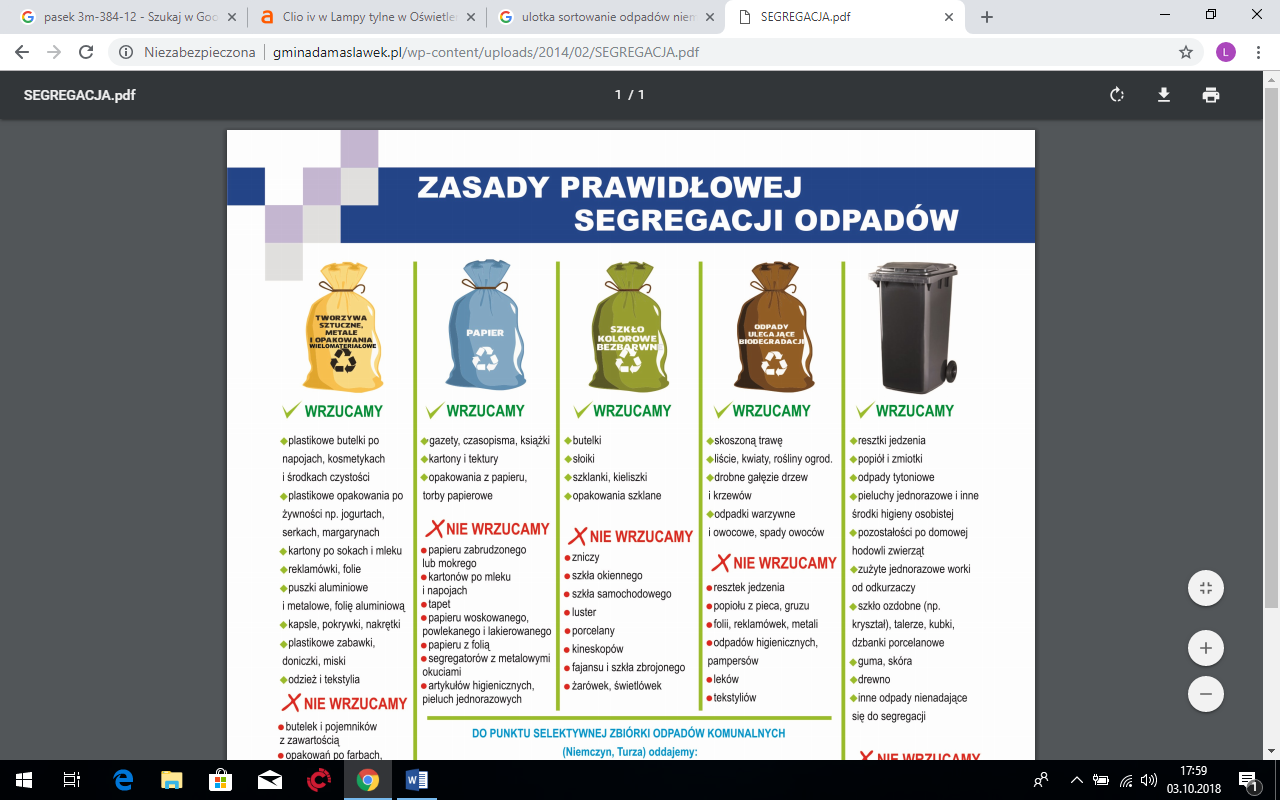 pasek 3m-384-12 - Szukaj w Goo
Clio iv w Lampy tylne w Oświetle
ulotka sortowanie odpadów niem
SEGREGACJA.pdf
Niezabezpieczona
gminadamaslawek.pl/wp-content/uploads/2014/02/SEGREGACJA.pdf
L
SEGREGACJA.pdf
1 / 1
ZASADY PRAWIDŁOWEJ
SEGREGACJI ODPADÓW
TWORZYWA
SZTUCZNE,
METALE
I OPAKOWANIA
WIELOMATERIAŁOWE
WRZUCAMY
plastikowe butelki po
napojach, kosmetykach
i środkach czystości
plastikowe opakowania po
żywności np. jogurtach,
serkach, margarynach
kartony po sokach i mleku
reklamówki, folie
puszki aluminiowe
i metalowe, folię aluminiową
kapsle, pokrywki, nakrętki
plastikowe zabawki,
doniczki, miski
odzież i tekstylia
NIE WRZUCAMY
butelek i pojemników
z zawartością
opakowań po farbach,
PAPIER
WRZUCAMY
gazety, czasopisma, książki
kartony i tektury
opakowania z papieru,
torby papierowe
NIE WRZUCAMY
papieru zabrudzonego
lub mokrego
kartonów po mleku
i napojach
tapet
papieru woskowanego,
powlekanego i lakierowanego
papieru z folią
segregatorów z metalowymi
okuciami
artykułów higienicznych,
pieluch jednorazowych
SZKŁO
KOLOROWE
BEZBARWNE
WRZUCAMY
butelki
słoiki
szklanki, kieliszki
opakowania szklane
NIE WRZUCAMY
zniczy
szkła okiennego
szkła samochodowego
luster
porcelany
kineskopów
fajansu i szkła zbrojonego
żarówek, świetlówek
ODPADY
ULEGAJĄCE
BIODEGRADACJI
WRZUCAMY
skoszoną trawę
liście, kwiaty, rośliny ogrod.
drobne gałęzie drzew
i krzewów
odpadki warzywne
i owocowe, spady owoców
NIE WRZUCAMY
resztek jedzenia
popiołu z pieca, gruzu
folii, reklamówek, metali
odpadów higienicznych,
pampersów
leków
tekstyliów
WRZUCAMY
resztki jedzenia
popiół i zmiotki
odpady tytoniowe
pieluchy jednorazowe i inne
środki higieny osobistej
pozostałości po domowej
hodowli zwierząt
zużyte jednorazowe worki
od odkurzaczy
szkło ozdobne (np.
kryształ), talerze, kubki,
dzbanki porcelanowe
guma, skóra
drewno
inne odpady nienadające
się do segregacji
NIE WRZUCAMY
DO PUNKTU SELEKTYWNEJ ZBIÓRKI ODPADÓW KOMUNALNYCH
(Niemczyn, Turza) oddajemy:
17:59
03.10.2018
1